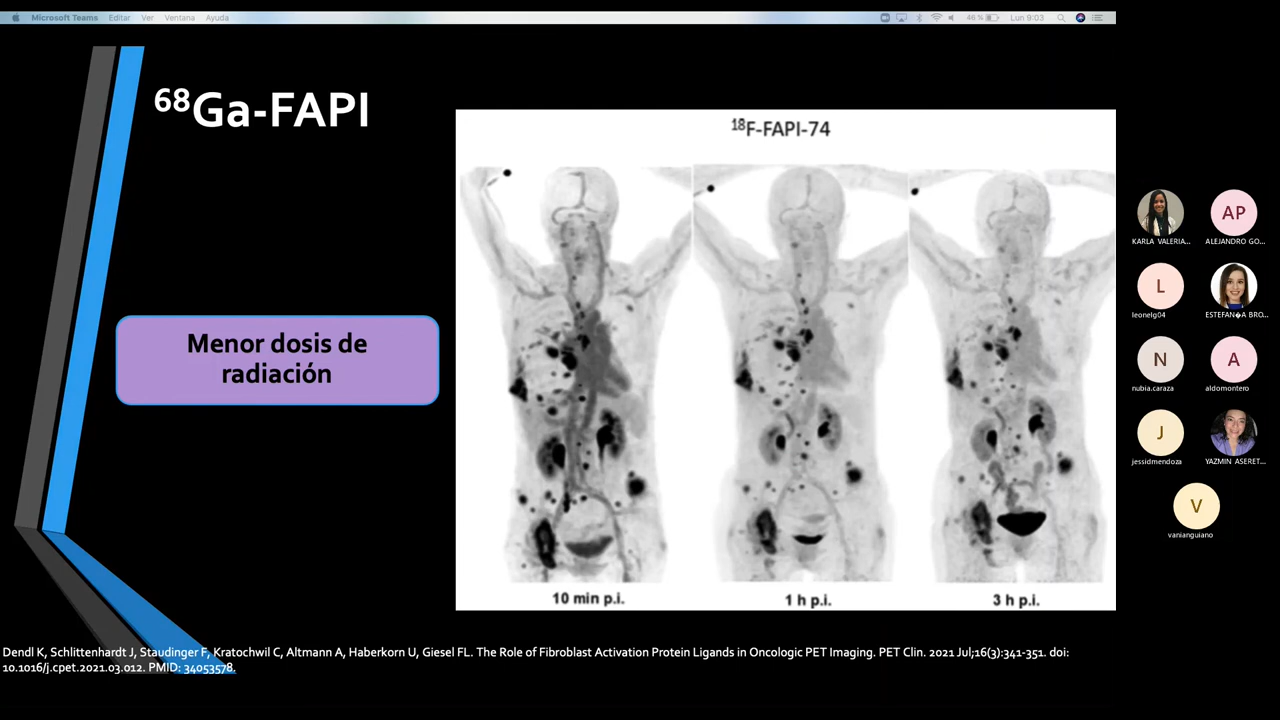 Microsoft Teams Editar Ver Ventana Ayuda 46 % Lun 9:03
⁶⁸Ga-FAPI
¹⁸F-FAPI-74
Menor dosis de
radiación
10 min p.i. 1 h p.i. 3 h p.i.
Dendl K, Schlittenhardt J, Staudinger F, Kratochwil C, Altmann A, Haberkorn U, Giesel FL. The Role of Fibroblast Activation Protein Ligands in Oncologic PET Imaging. PET Clin. 2021 Jul;16(3):341-351. doi:
10.1016/j.cpet.2021.03.012. PMID: 34053578.
KARLA VALERIA...
AP
ALEJANDRO GO...
L
leonelg04
ESTEFAN�A BRO...
N
nubia.caraza
A
aldomontero
J
jessidmendoza
YAZMIN ASERET...
V
vanianguiano